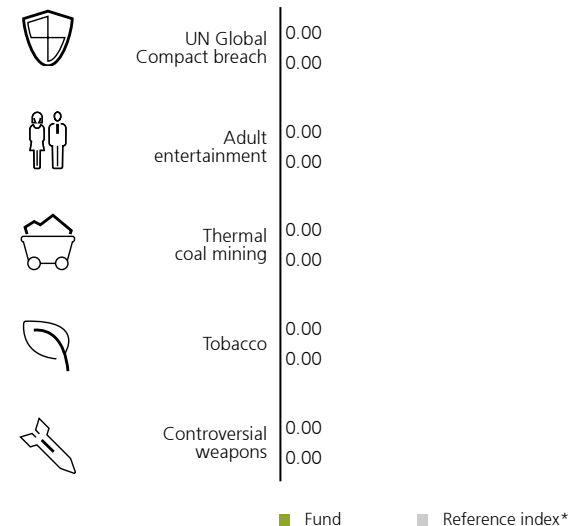 UN Global
Compact breach
0.00
0.00
Adult
entertainment
0.00
0.00
Thermal
coal mining
0.00
0.00
Tobacco
0.00
0.00
Controversial
weapons
0.00
0.00
Fund
Reference index*